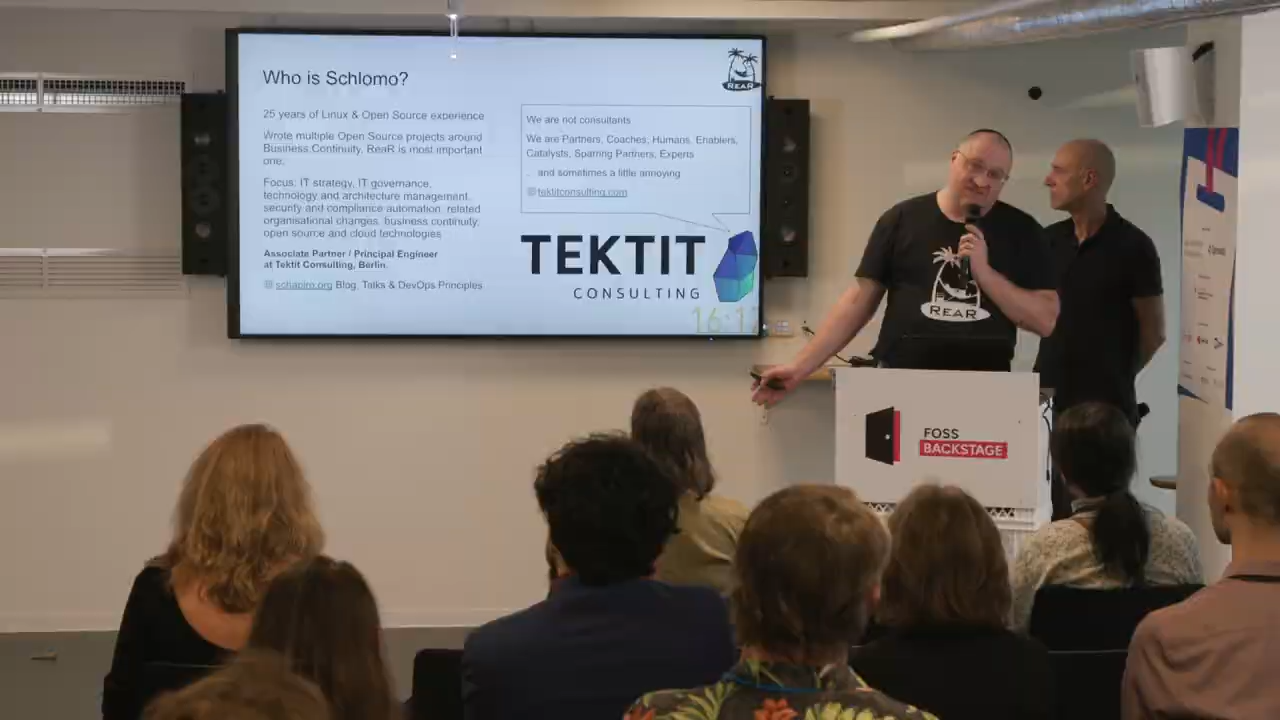 Who is Schlomo?
25 years of Linux & Open Source experience
Wrote multiple Open Source projects around
Business Continuity, ReaR is most important
one.
Focus: IT strategy, IT governance,
technology and architecture management,
security and compliance automation, related
organisational changes, business continuity,
open source and cloud technologies
Associate Partner / Principal Engineer
at Tektit Consulting, Berlin.
schapiro.org Blog, Talks & DevOps Principles
REAR
We are not consultants
We are Partners, Coaches, Humans, Enablers,
Catalysts, Sparring Partners, Experts
... and sometimes a little annoying
tektitconsulting.com
TEKTIT
CONSULTING
16:17
REAR
FOSS
BACKSTAGE